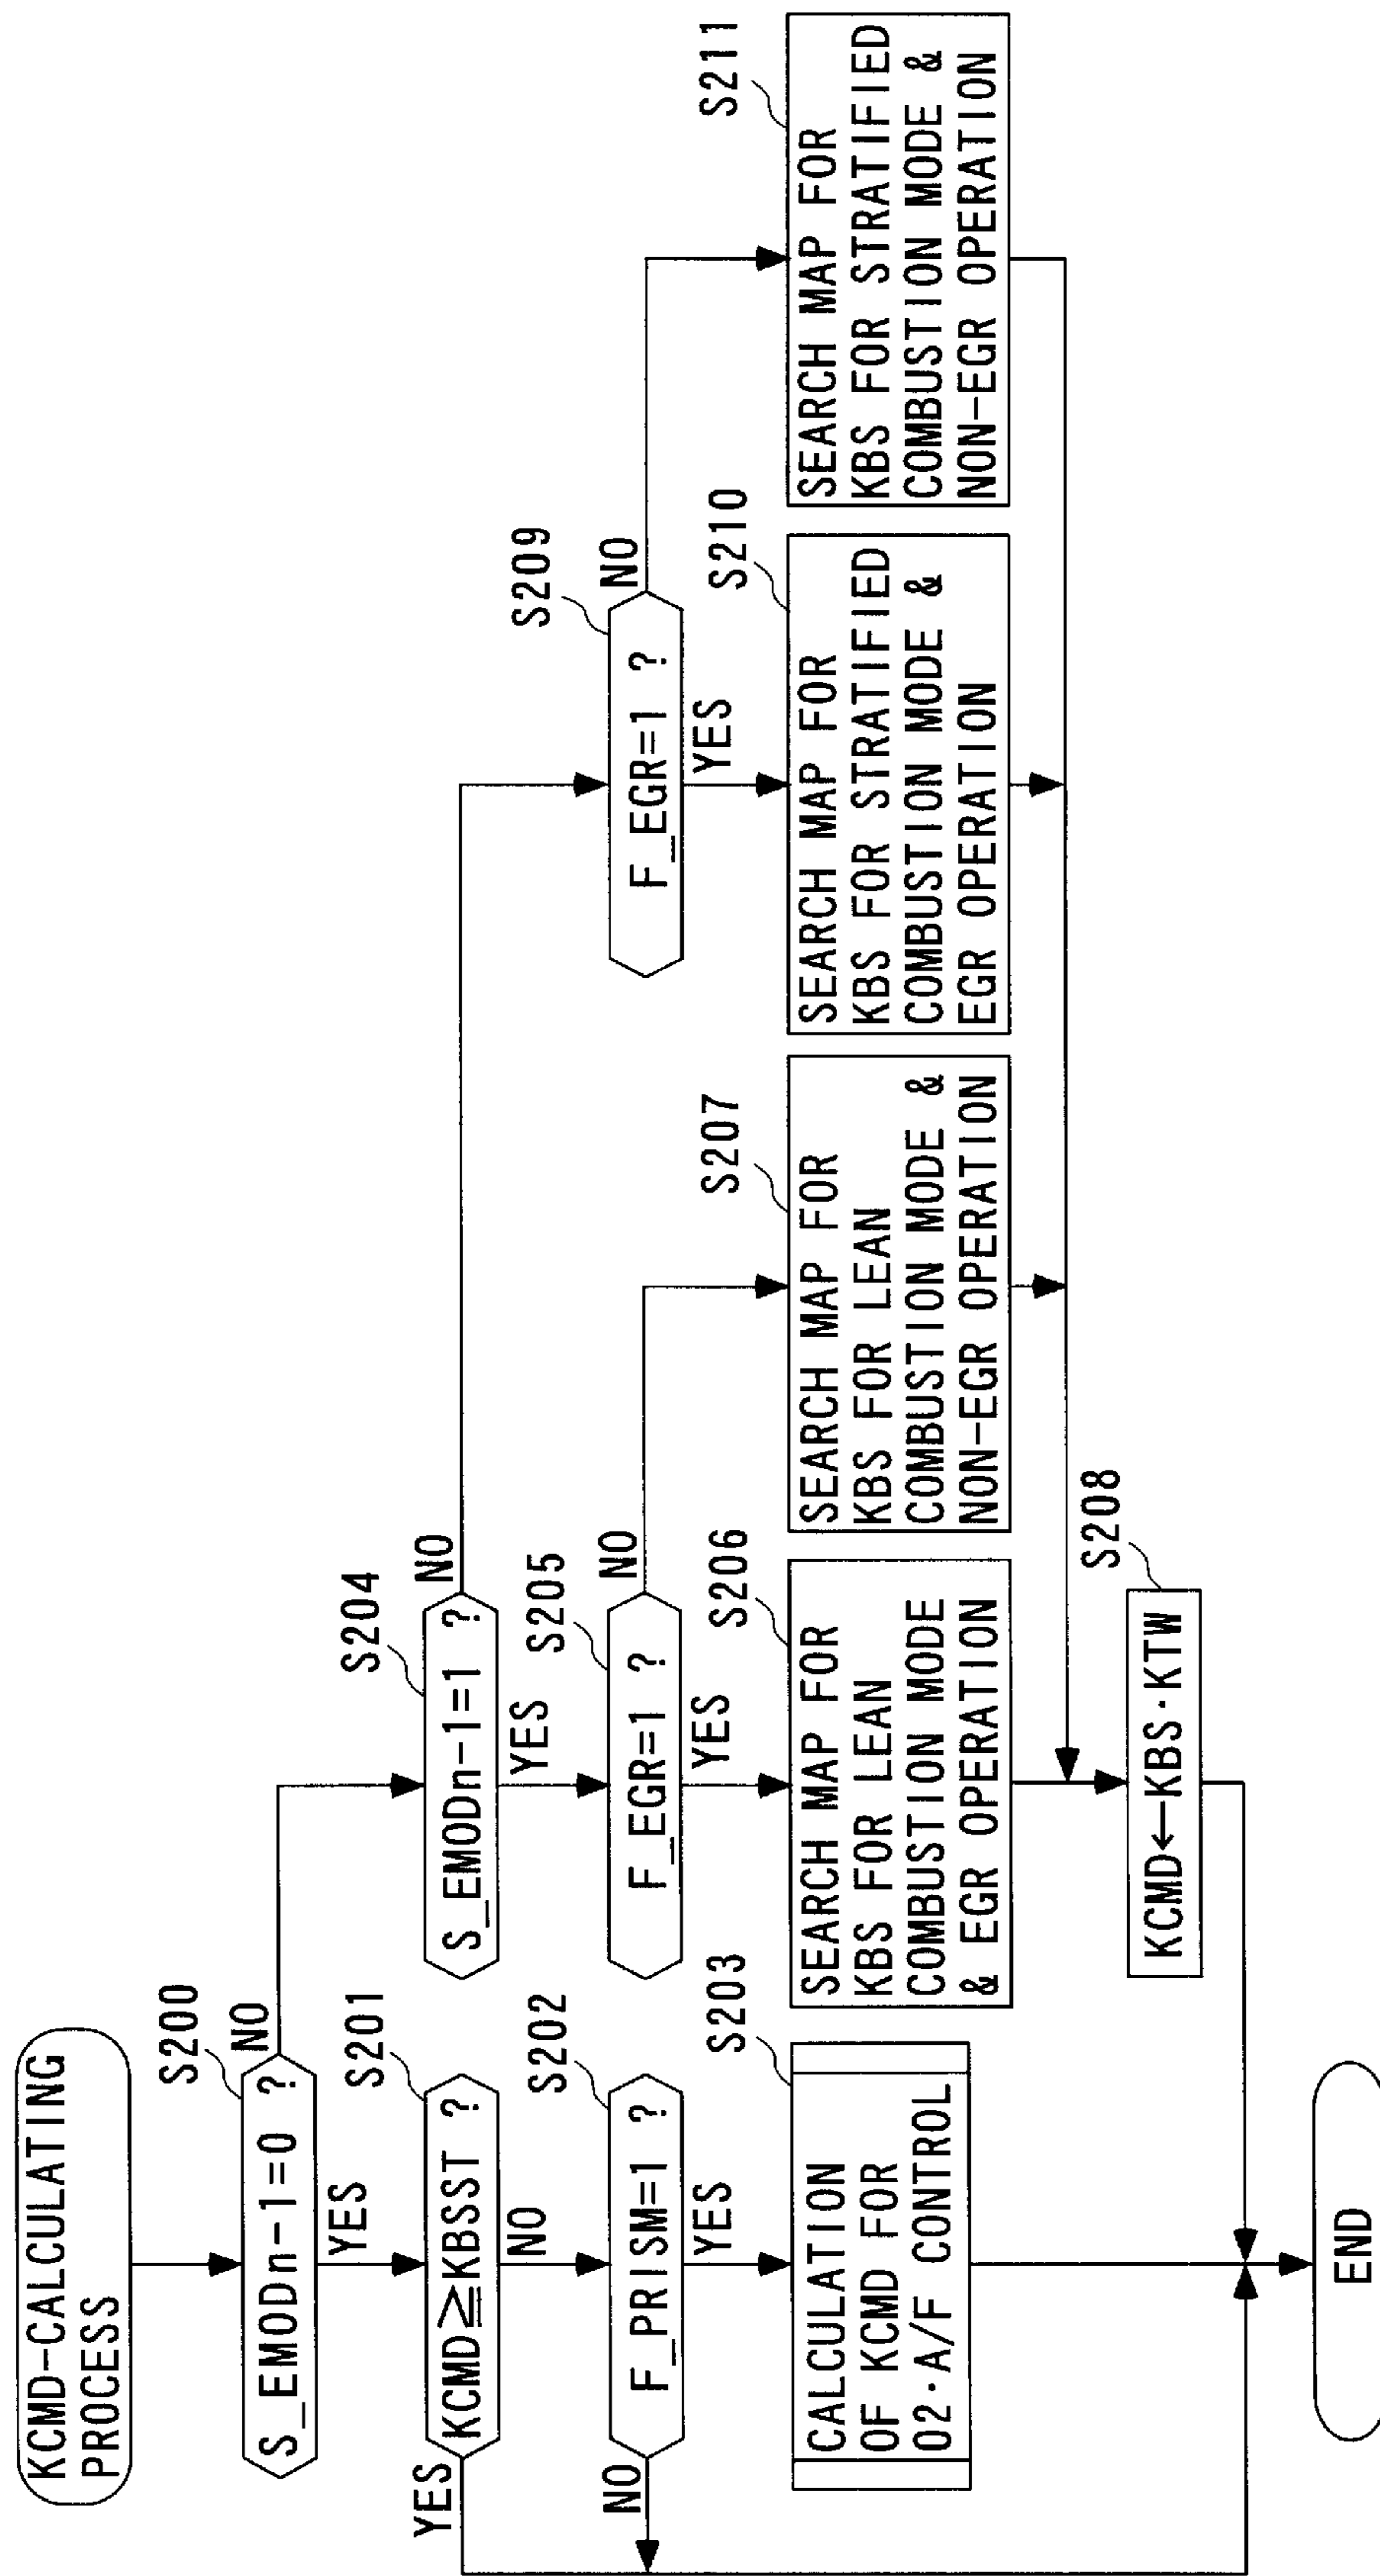 KCMD-CALCULATING
PROCESS
S200
S_EMODn-1=0 ?
NO
YES
S201
KCMD≧KBSST ?
YES
NO
S202
F_PRISM=1 ?
NO
YES
S203
CALCULATION
OF KCMD FOR
O2·A/F CONTROL
S204
S_EMODn-1=1 ?
NO
YES
S205
F_EGR=1 ?
NO
YES
S206
SEARCH MAP FOR
KBS FOR LEAN
COMBUSTION MODE
& EGR OPERATION
S207
SEARCH MAP FOR
KBS FOR LEAN
COMBUSTION MODE &
NON-EGR OPERATION
S209
F_EGR=1 ?
NO
YES
S210
SEARCH MAP FOR
KBS FOR STRATIFIED
COMBUSTION MODE &
EGR OPERATION
S211
SEARCH MAP FOR
KBS FOR STRATIFIED
COMBUSTION MODE &
NON-EGR OPERATION
S208
KCMD←KBS·KTW
END